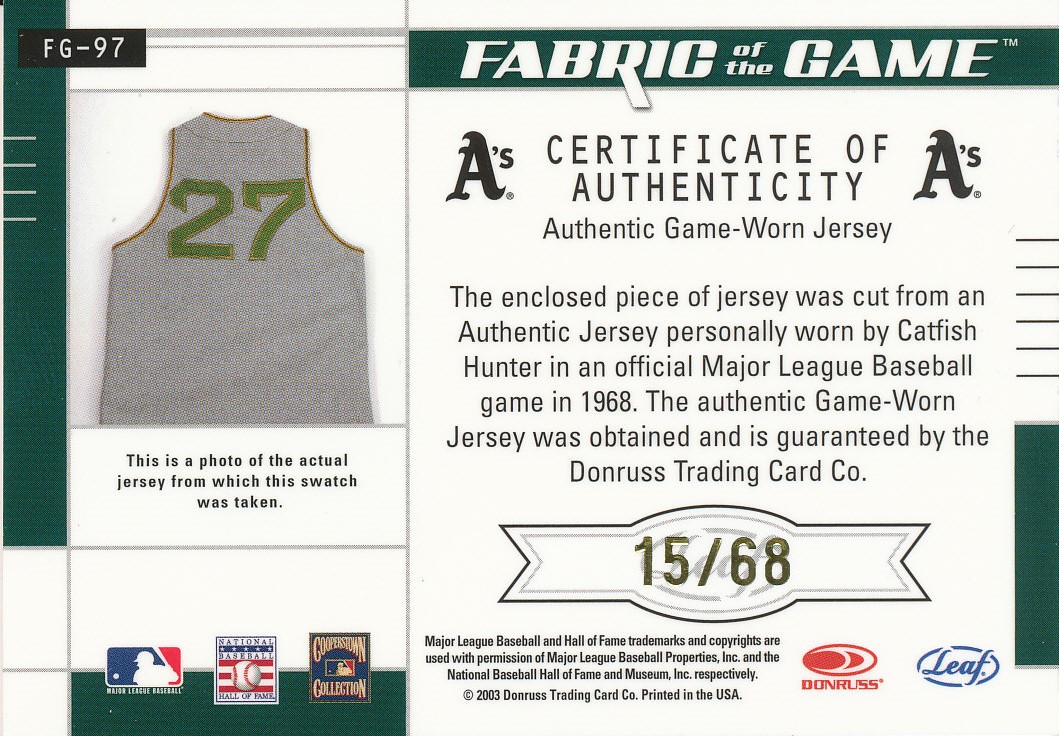 FG-97
FABRIC of the GAME™
A's®
CERTIFICATE OF
AUTHENTICITY
A's®
Authentic Game-Worn Jersey
27
The enclosed piece of jersey was cut from an
Authentic Jersey personally worn by Catfish
Hunter in an official Major League Baseball
game in 1968. The authentic Game-Worn
Jersey was obtained and is guaranteed by the
Donruss Trading Card Co.
This is a photo of the actual
jersey from which this swatch
was taken.
Leaf
15/68
MAJOR LEAGUE BASEBALL
NATIONAL
BASEBALL
HALL OF FAME
COOPERSTOWN
COLLECTION
Major League Baseball and Hall of Fame trademarks and copyrights are
used with permission of Major League Baseball Properties, Inc. and the
National Baseball Hall of Fame and Museum, Inc. respectively.
© 2003 Donruss Trading Card Co. Printed in the USA.
DONRUSS®
Leaf®